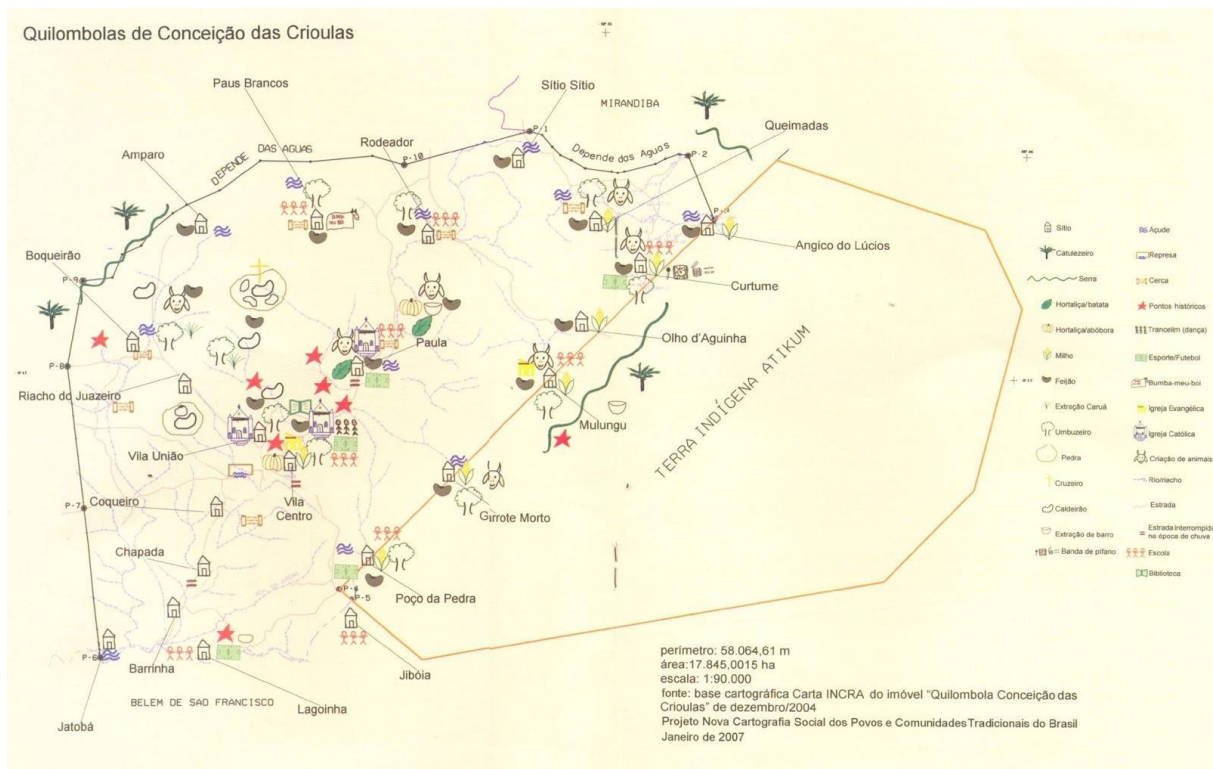 Quilombolas de Conceição das Crioulas
Paus Brancos
Sítio Sítio
MIRANDIBA
Queimadas
Rodeador
Amparo
DEPENDE DAS AGUAS
P-10
P-1
Depende das Aguas
P-2
P-3
Boqueirão
P-9
Angico do Lúcios
Curtume
Olho d'Aguinha
Paula
P-8
Riacho do Juazeiro
Mulungu
TERRA INDÍGENA ATIKUM
Vila União
Vila
Centro
P-7
Coqueiro
Girrote Morto
Chapada
Poço da Pedra
P-4
P-5
P-6
Barrinha
Jibóia
BELEM DE SAO FRANCISCO
Lagoinha
Jatobá
Sítio
Catulezeiro
Serra
Hortaliça/batata
Hortaliça/abóbora
Milho
Feijão
Extração Caruá
Umbuzeiro
Pedra
Cruzeiro
Caldeirão
Extração de barro
Banda de pífano
Açude
Represa
Cerca
Pontos históricos
Trancelim (dança)
Esporte/Futebol
Bumba-meu-boi
Igreja Evangélica
Igreja Católica
Criação de animais
Rio/riacho
Estrada
Estrada interrompida
na época de chuva
Escola
Biblioteca
perímetro: 58.064,61 m
área:17.845,0015 ha
escala: 1:90.000
fonte: base cartográfica Carta INCRA do imóvel "Quilombola Conceição das
Crioulas" de dezembro/2004
Projeto Nova Cartografia Social dos Povos e Comunidades Tradicionais do Brasil
Janeiro de 2007